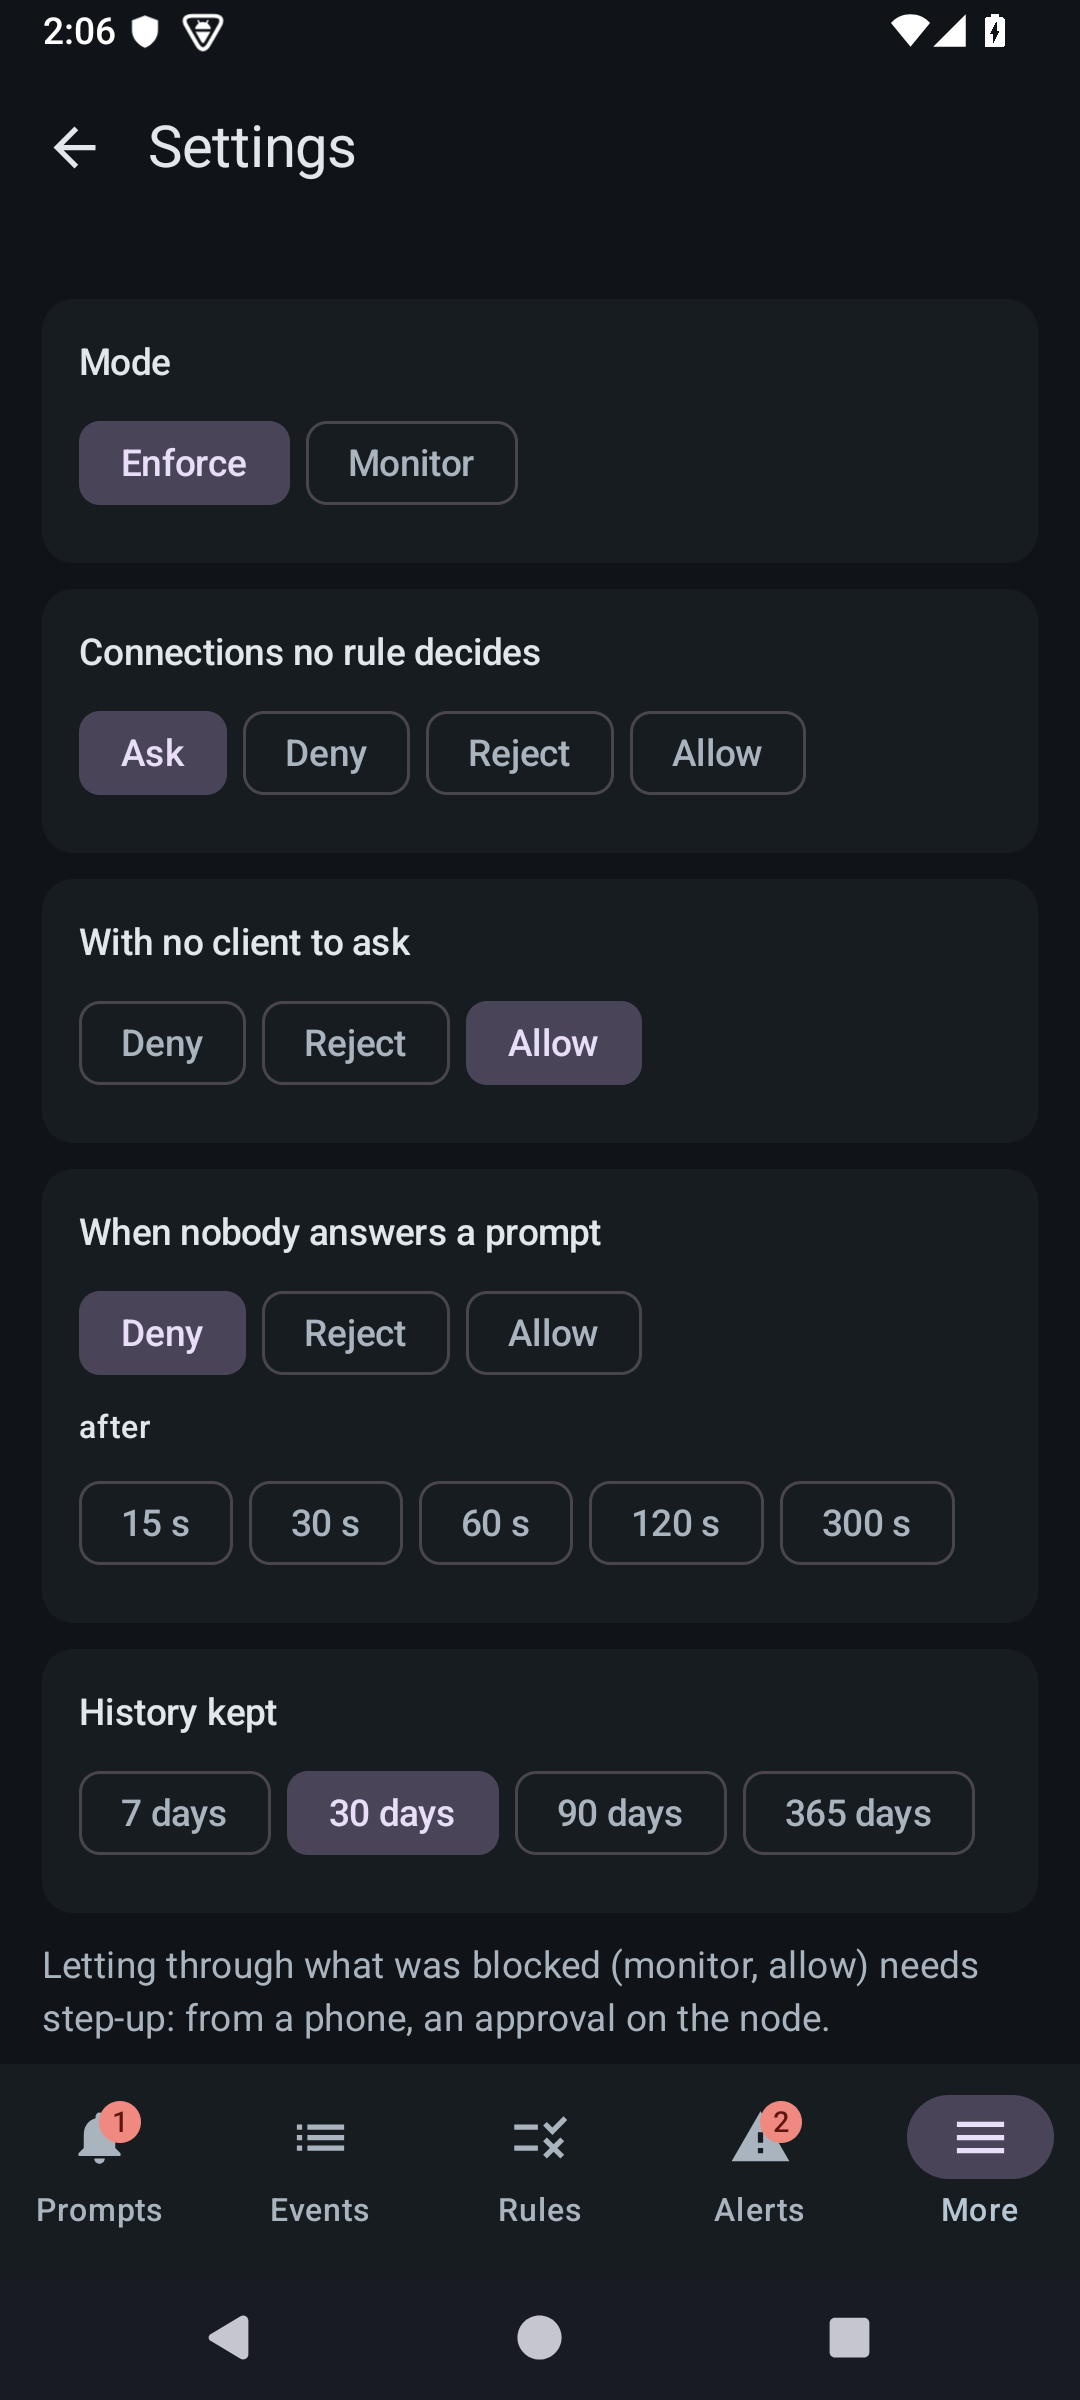 2:06
Settings
Mode
Enforce Monitor
Connections no rule decides
Ask Deny Reject Allow
With no client to ask
Deny Reject Allow
When nobody answers a prompt
Deny Reject Allow
after
15 s 30 s 60 s 120 s 300 s
History kept
7 days 30 days 90 days 365 days
Letting through what was blocked (monitor, allow) needs
step-up: from a phone, an approval on the node.
1 2
Prompts Events Rules Alerts More